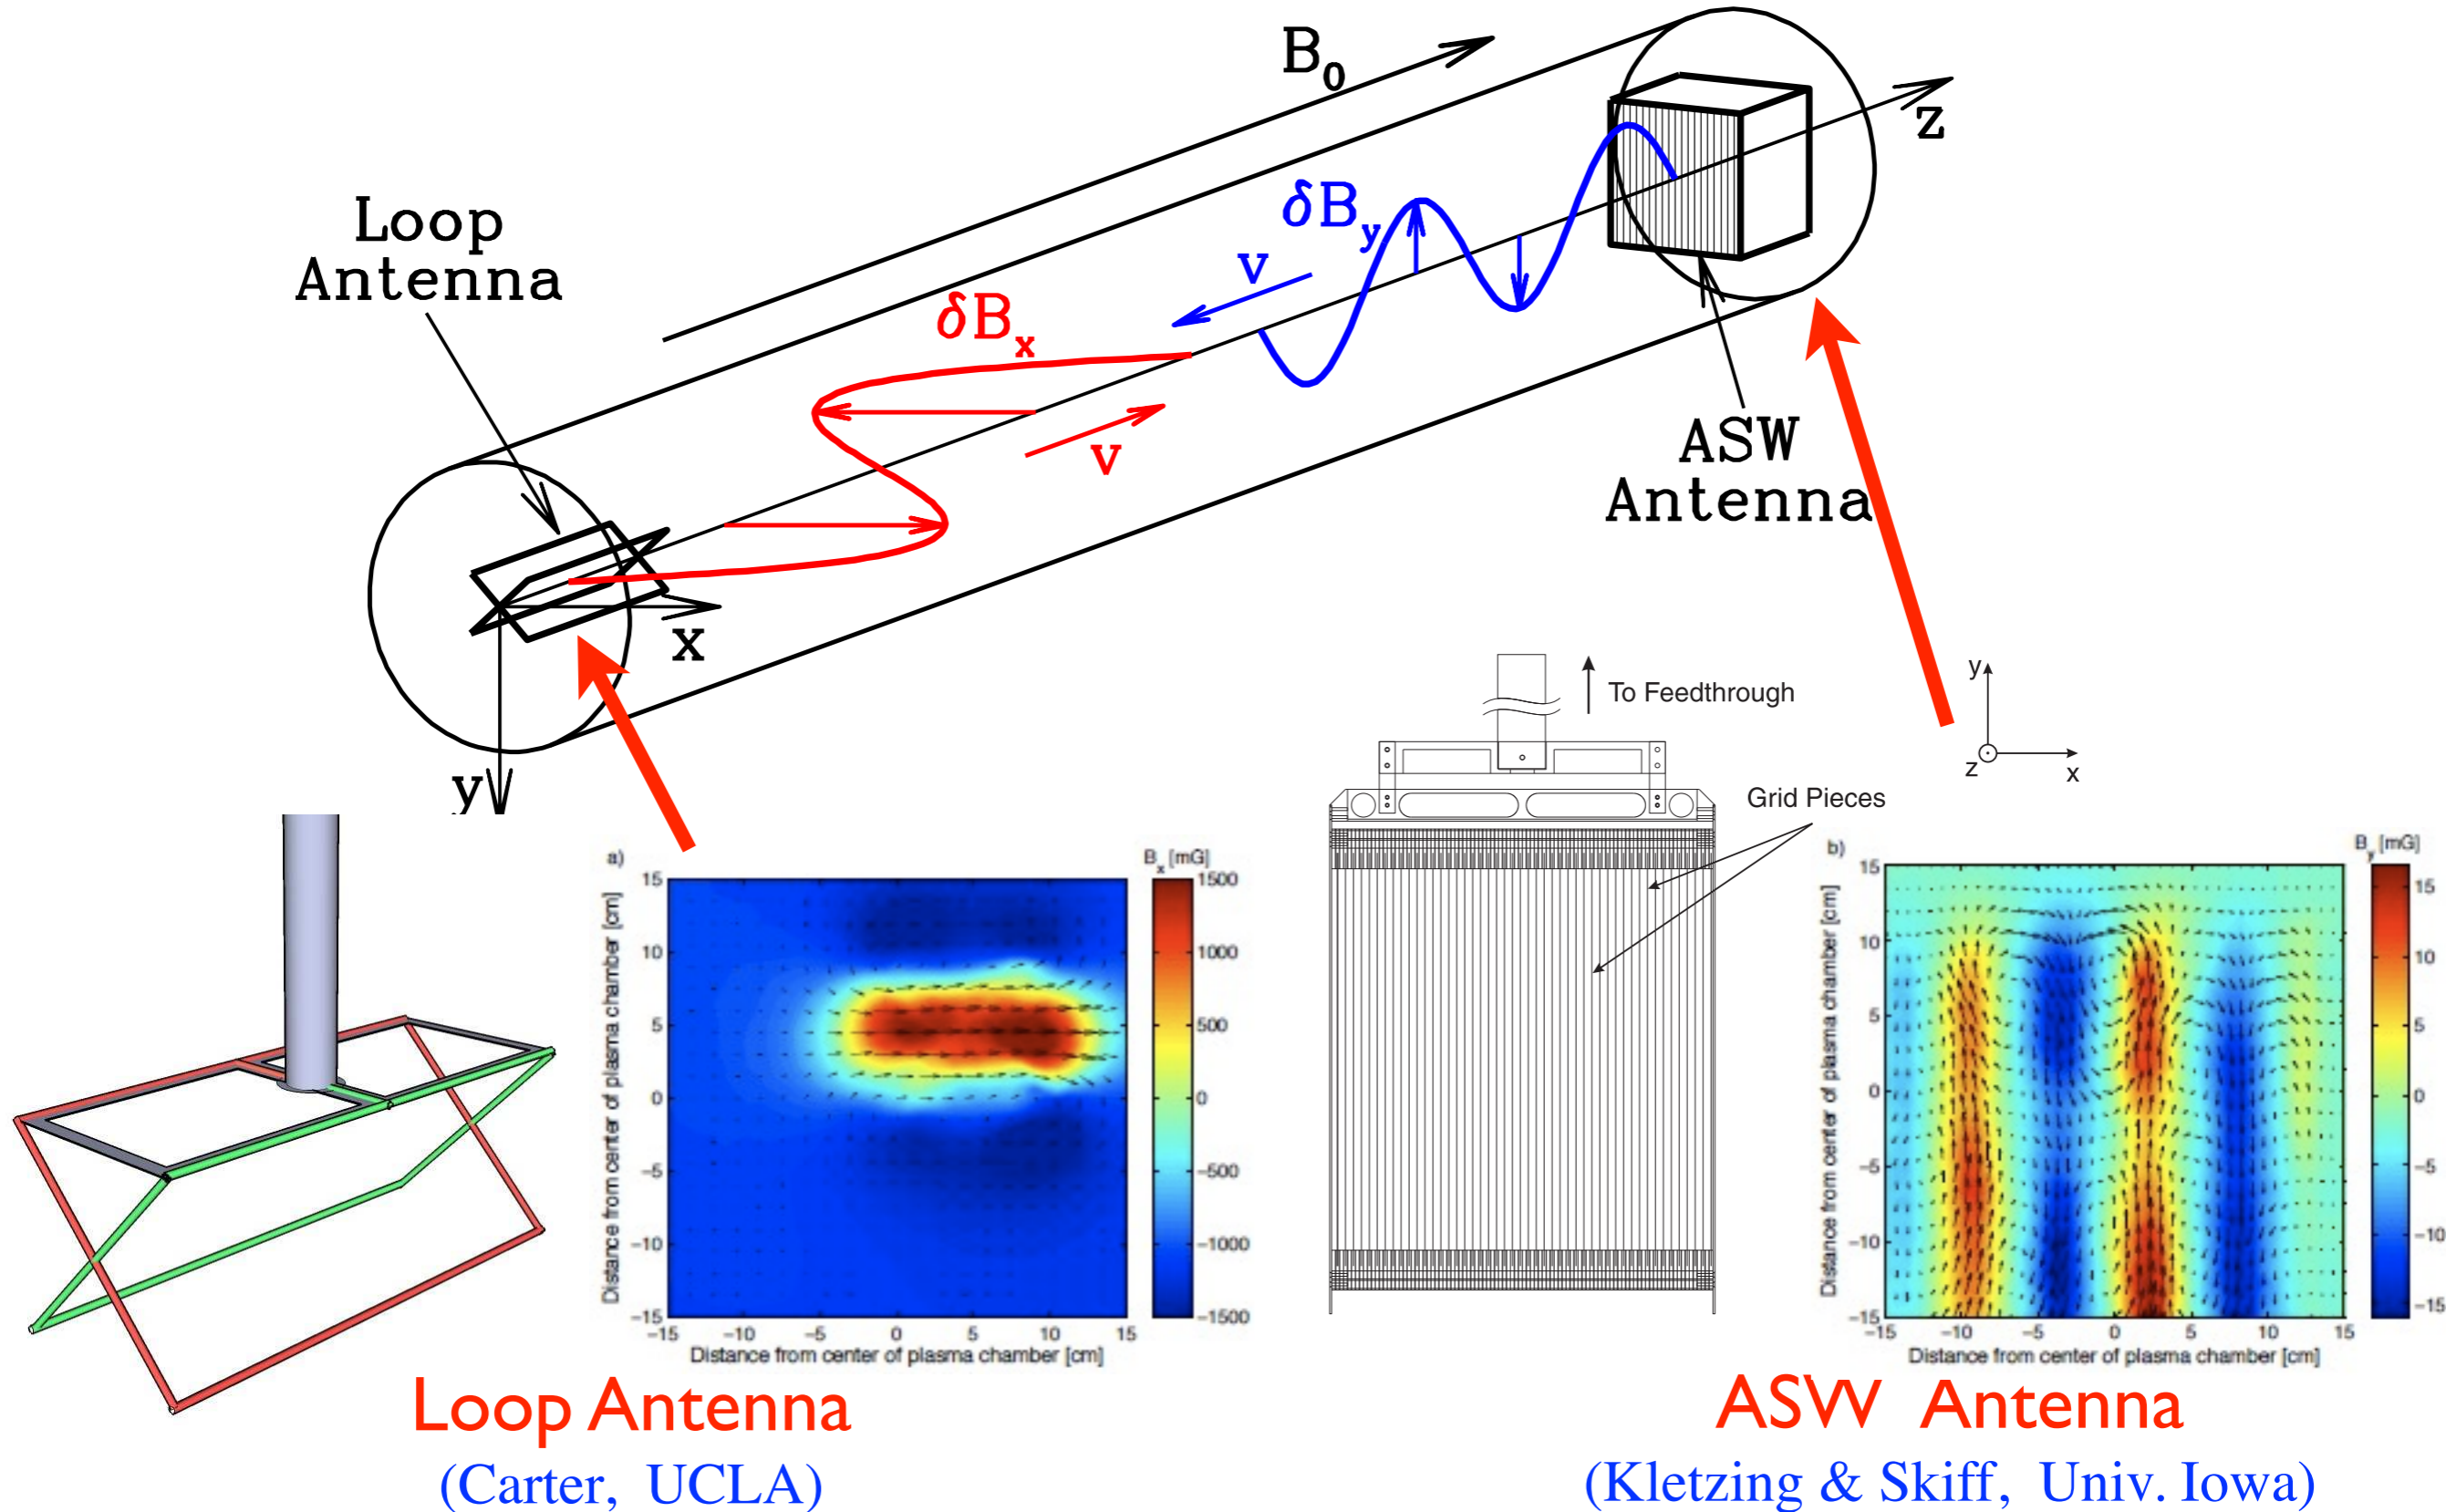 B₀
z
Loop
Antenna
δBy
v
δBx
v
ASW
Antenna
x
y
To Feedthrough
y
z
x
Grid Pieces
a)
Bx [mG]
15
10
5
0
−5
−10
−15
−15 −10 −5 0 5 10 15
1500
1000
500
0
−500
−1000
−1500
Distance from center of plasma chamber [cm]
Distance from center of plasma chamber [cm]
b)
By [mG]
15
10
5
0
−5
−10
−15
−15 −10 −5 0 5 10 15
15
10
5
0
−5
−10
−15
Distance from center of plasma chamber [cm]
Distance from center of plasma chamber [cm]
Loop Antenna
(Carter, UCLA)
ASW Antenna
(Kletzing & Skiff, Univ. Iowa)